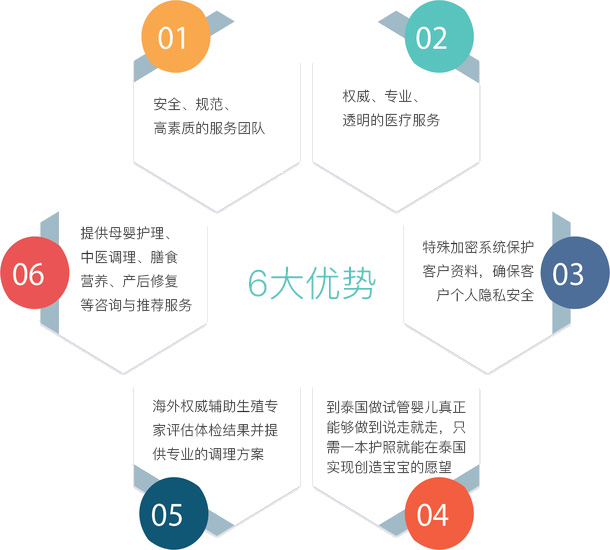 01
安全、规范、
高素质的服务团队
02
权威、专业、
透明的医疗服务
03
特殊加密系统保护
客户资料，确保客
户个人隐私安全
6大优势
04
到泰国做试管婴儿真正
能够做到说走就走，只
需一本护照就能在泰国
实现创造宝宝的愿望
05
海外权威辅助生殖专
家评估体检结果并提
供专业的调理方案
06
提供母婴护理、
中医调理、膳食
营养、产后修复
等咨询与推荐服务